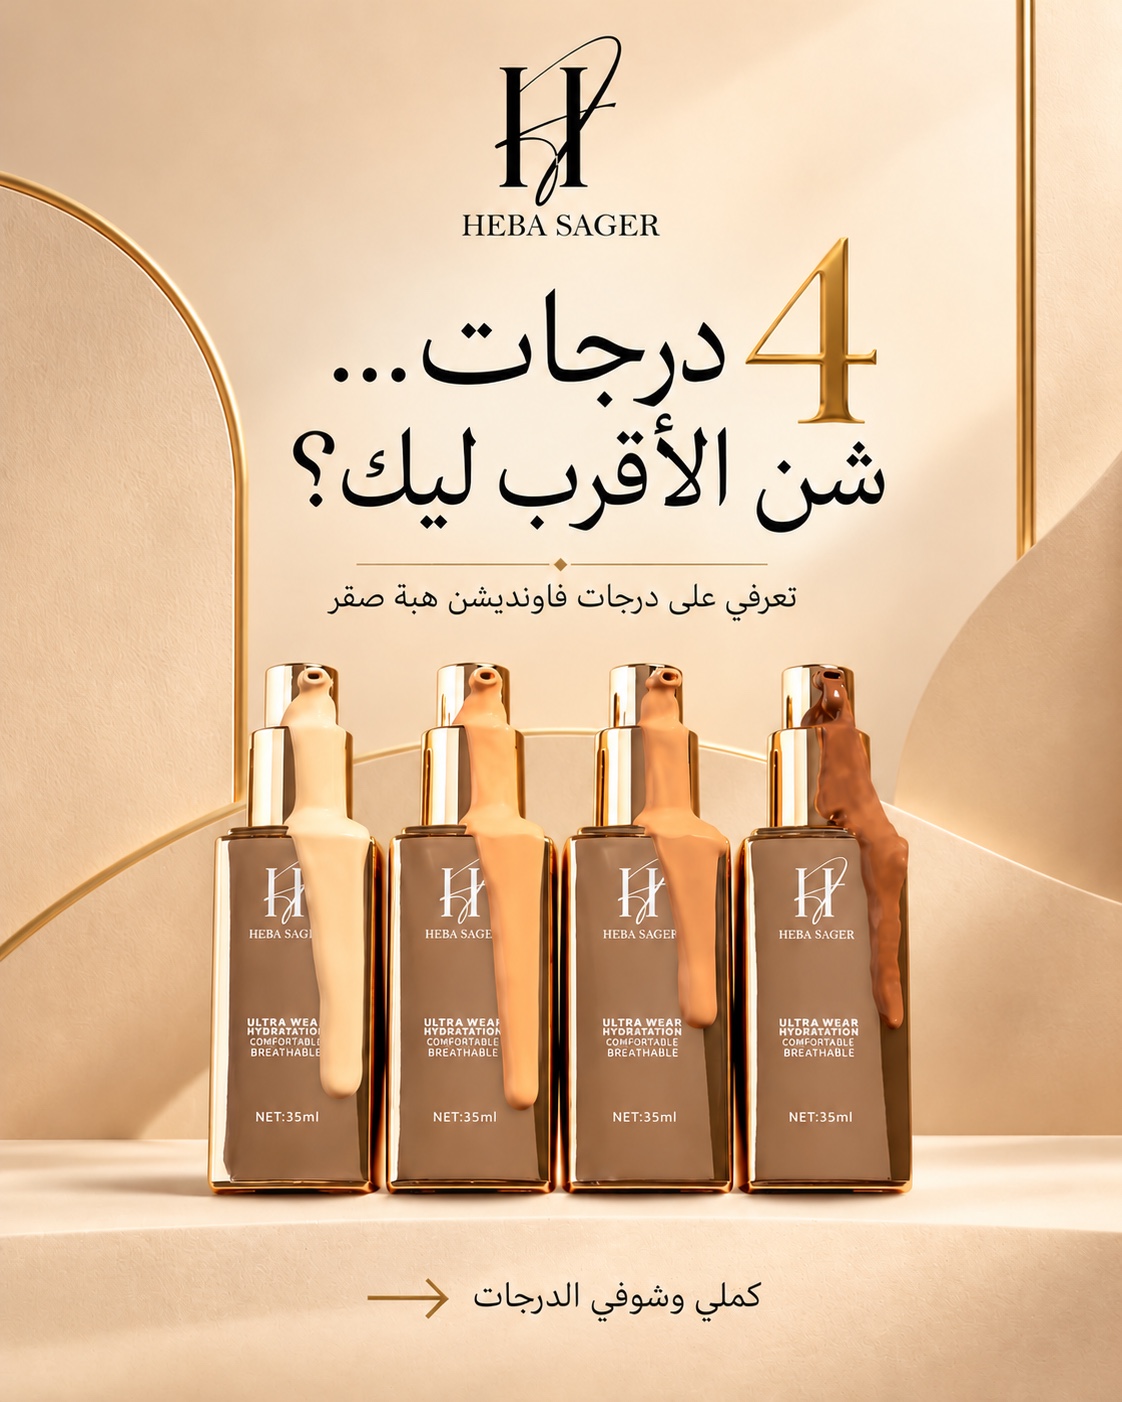 HEBA SAGER
4 درجات...
شن الأقرب ليك؟
تعرفي على درجات فاونديشن هبة صقر
HEBA SAG
ULTRA WEAR
HYDRATATION
COMFORTABLE
BREATHABLE
NET:35ml
HEBA SAGE
ULTRA WEAR
HYDRATATION
COMFORTABLE
BREATHABLE
NET:35ml
HEBA SAGER
ULTRA WEAR
HYDRATATION
COMFORTABLE
BREATHABLE
NET:35ml
HEBA SAGER
ULTRA WEAR
HYDRATATION
COMFORTABLE
BREATHABLE
NET:35ml
كملي وشوفي الدرجات